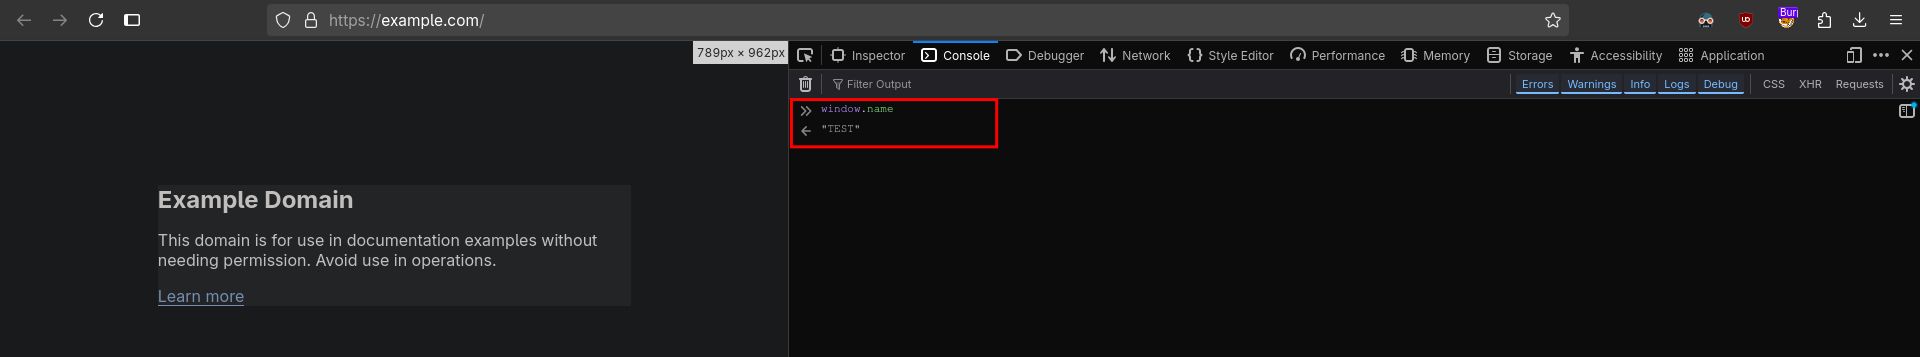 https://example.com/
Bur
UD
789px × 962px
Inspector
Console
Debugger
Network
Style Editor
Performance
Memory
Storage
Accessibility
Application
Filter Output
Errors
Warnings
Info
Logs
Debug
CSS
XHR
Requests
window.name
"TEST"
Example Domain
This domain is for use in documentation examples without
needing permission. Avoid use in operations.
Learn more